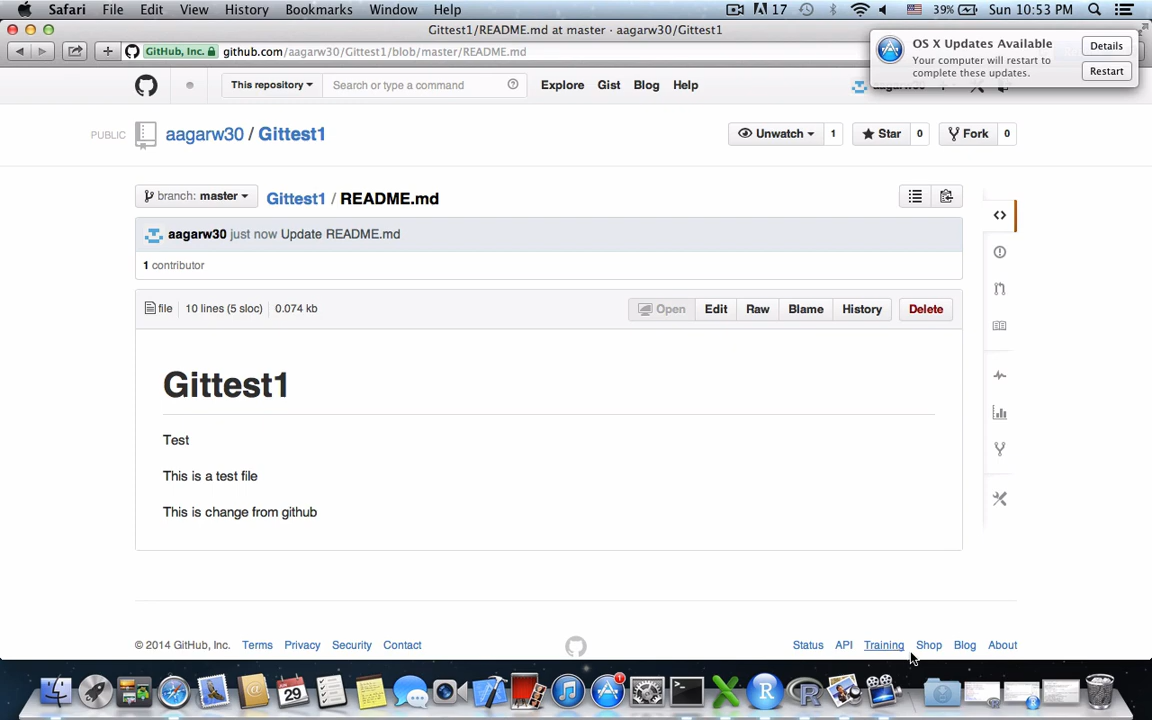 Safari File Edit View History Bookmarks Window Help 17 39% Sun 10:53 PM
Gittest1/README.md at master · aagarw30/Gittest1
GitHub, Inc. github.com/aagarw30/Gittest1/blob/master/README.md
OS X Updates Available
Your computer will restart to
complete these updates.
Details
Restart
This repository Search or type a command Explore Gist Blog Help
PUBLIC aagarw30 / Gittest1 Unwatch 1 Star 0 Fork 0
branch: master Gittest1 / README.md
aagarw30 just now Update README.md
1 contributor
file 10 lines (5 sloc) 0.074 kb Open Edit Raw Blame History Delete
Gittest1
Test
This is a test file
This is change from github
© 2014 GitHub, Inc. Terms Privacy Security Contact Status API Training Shop Blog About
29
1